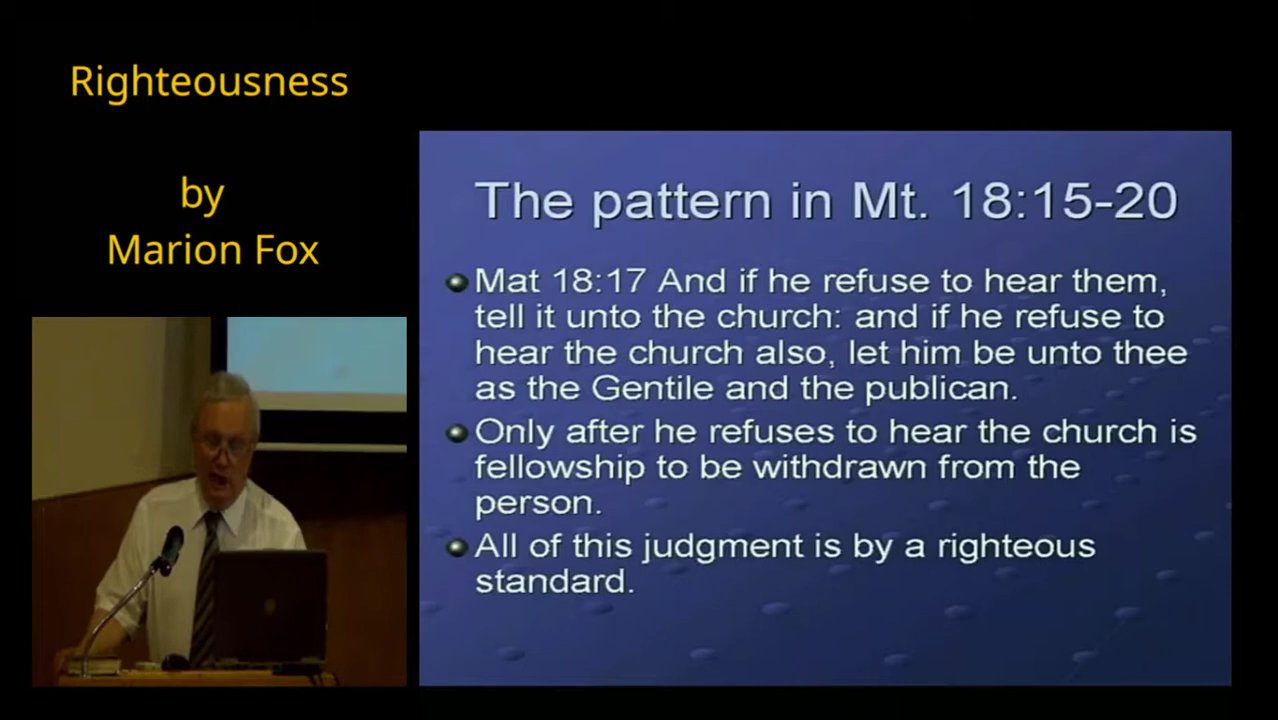 Righteousness
by
Marion Fox
The pattern in Mt. 18:15-20
Mat 18:17 And if he refuse to hear them,
tell it unto the church: and if he refuse to
hear the church also, let him be unto thee
as the Gentile and the publican.
Only after he refuses to hear the church is
fellowship to be withdrawn from the
person.
All of this judgment is by a righteous
standard.